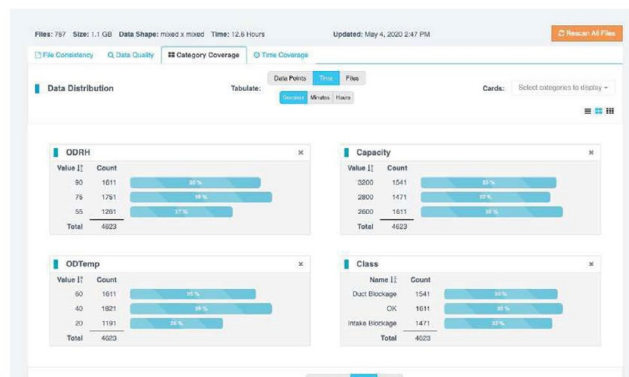 Files: 787 Size: 1.1 GB Data Shape: mixed x mixed Time: 12.8 Hours Updated: May 4, 2020 2:47 PM Rescan All Files
File Consistency Data Quality Category Coverage Time Coverage
Data Distribution Tabulate: Data Points Time Files Cards: Select categories to display
Seconds Minutes Hours
ODRH
Value Count
90 1611
75 1751
55 1261
Total 4623
Capacity
Value Count
3200 1541
2800 1471
2600 1611
Total 4623
ODTemp
Value Count
60 1611
40 1821
20 1191
Total 4623
Class
Name Count
Duct Blockage 1541
OK 1611
Intake Blockage 1471
Total 4623